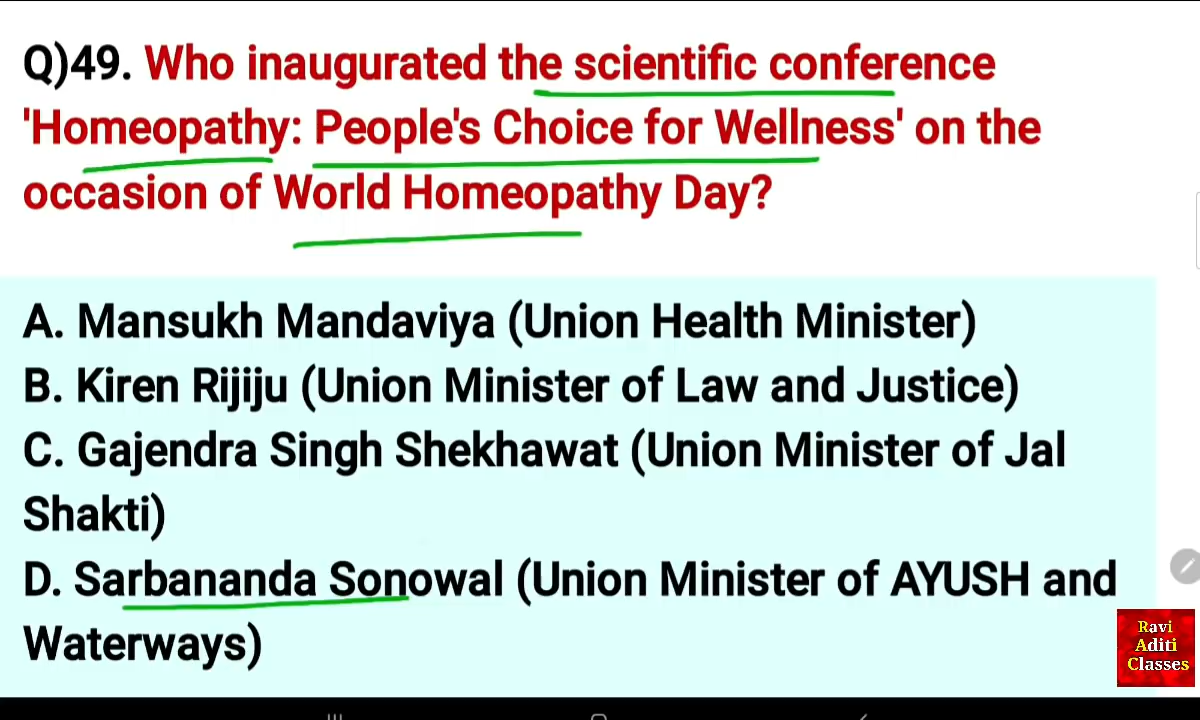 Q)49. Who inaugurated the scientific conference
'Homeopathy: People's Choice for Wellness' on the
occasion of World Homeopathy Day?
A. Mansukh Mandaviya (Union Health Minister)
B. Kiren Rijiju (Union Minister of Law and Justice)
C. Gajendra Singh Shekhawat (Union Minister of Jal
Shakti)
D. Sarbananda Sonowal (Union Minister of AYUSH and
Waterways)
Ravi
Aditi
Classes